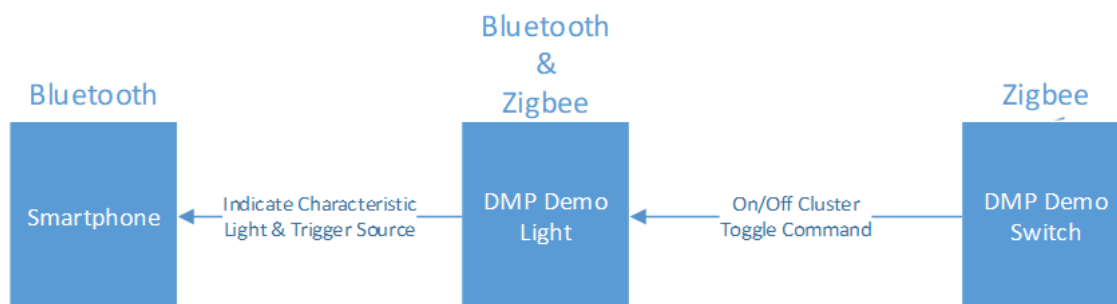 Bluetooth
Smartphone
Indicate Characteristic
Light & Trigger Source
Bluetooth
&
Zigbee
DMP Demo
Light
On/Off Cluster
Toggle Command
Zigbee
DMP Demo
Switch